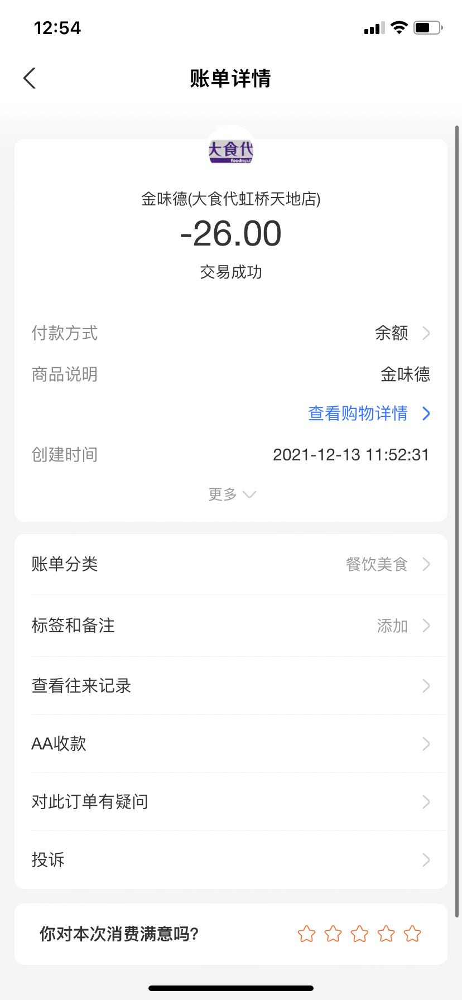 12:54
账单详情
大食代
foodrepub
金味德(大食代虹桥天地店)
-26.00
交易成功
付款方式 余额
商品说明 金味德
查看购物详情
创建时间 2021-12-13 11:52:31
更多
账单分类 餐饮美食
标签和备注 添加
查看往来记录
AA收款
对此订单有疑问
投诉
你对本次消费满意吗?